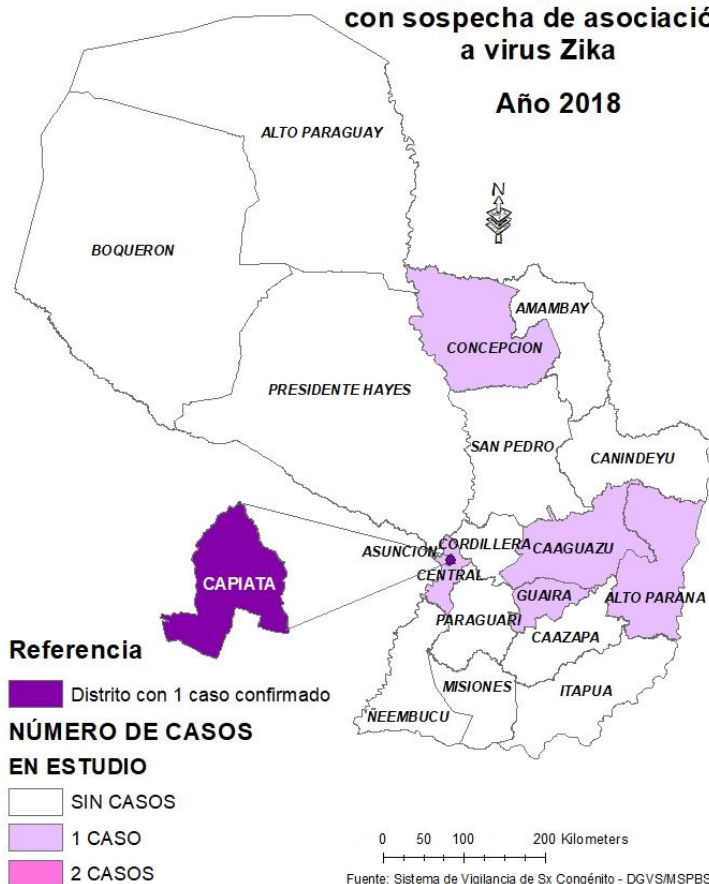 con sospecha de asociació
a virus Zika
Año 2018
N
ALTO PARAGUAY
BOQUERON
AMAMBAY
CONCEPCION
PRESIDENTE HAYES
SAN PEDRO
CANINDEYU
CORDILLERA
ASUNCION
CAAGUAZU
CENTRAL
CAPIATA
GUAIRA
ALTO PARANA
PARAGUARI
CAAZAPA
MISIONES
ITAPUA
ÑEEMBUCU
Referencia
Distrito con 1 caso confirmado
NÚMERO DE CASOS
EN ESTUDIO
SIN CASOS
1 CASO
2 CASOS
0 50 100 200 Kilometers
Fuente: Sistema de Vigilancia de Sx Congénito - DGVS/MSPBS